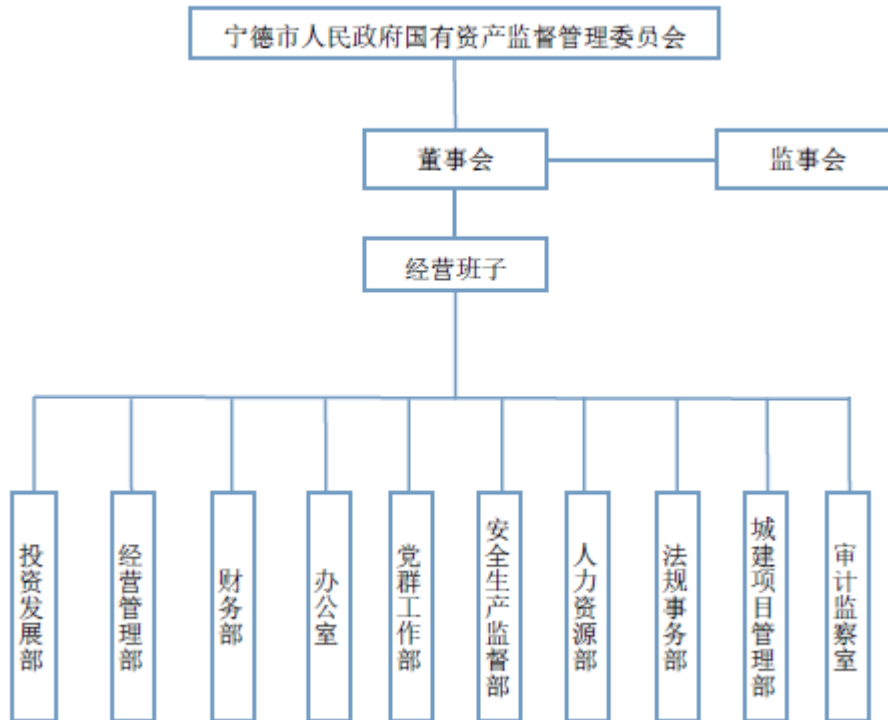 宁德市人民政府国有资产监督管理委员会
董事会
监事会
经营班子
投资发展部
经营管理部
财务部
办公室
党群工作部
安全生产监督部
人力资源部
法规事务部
城建项目管理部
审计监察室